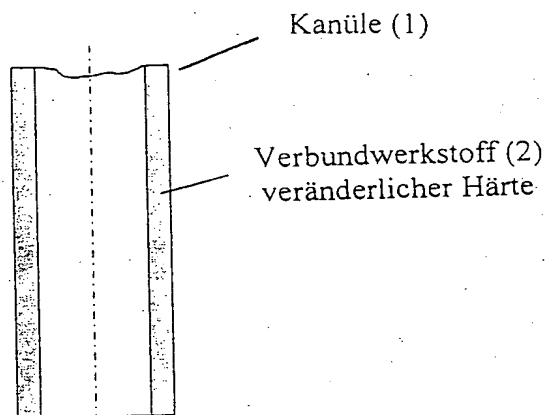 Kanüle (1)
Verbundwerkstoff (2)
veränderlicher Härte